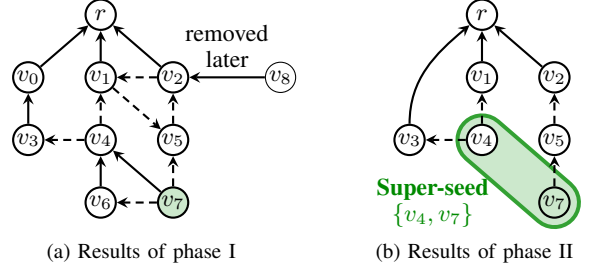 r
removed
later
v₀ v₁ v₂ v₈
v₃ v₄ v₅
v₆ v₇
(a) Results of phase I
r
v₁ v₂
v₃ v₄ v₅
Super-seed
{v₄, v₇}
v₇
(b) Results of phase II